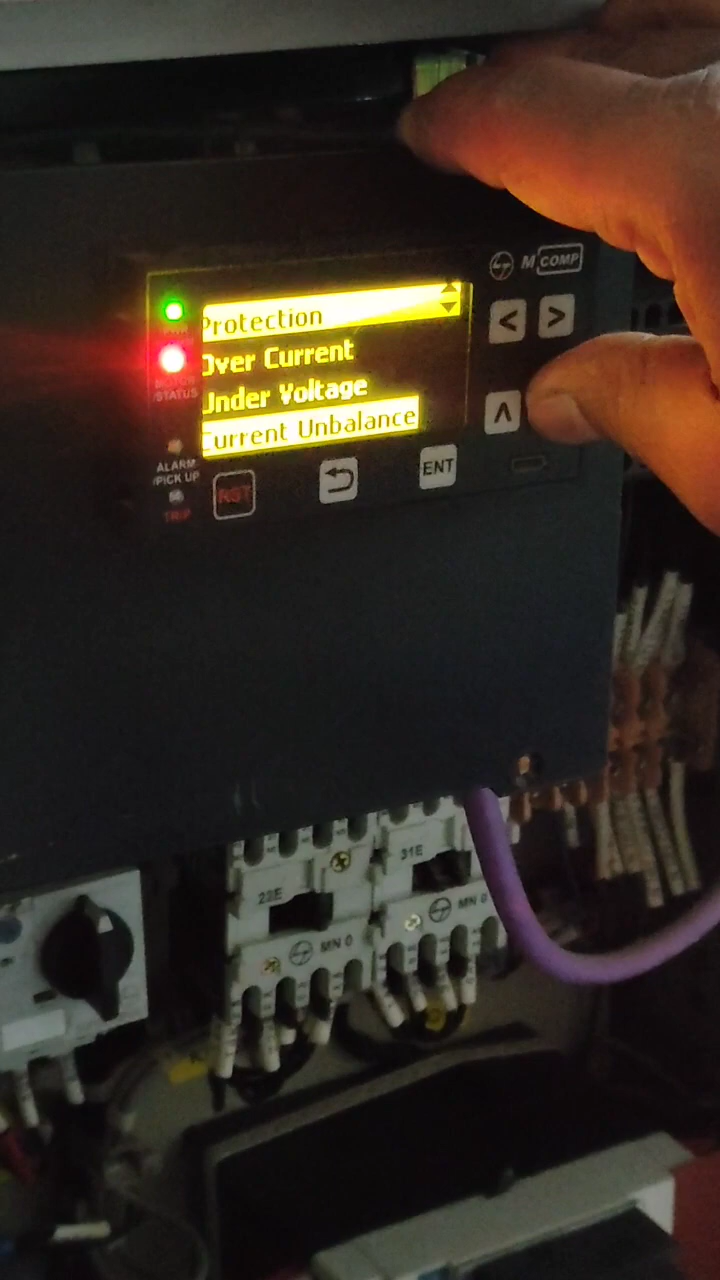 M COMP
Protection
Over Current
Under Voltage
Current Unbalance
MOTOR
/STATUS
ALARM
/PICK UP
TRIP
RST
ENT
22E
31E
MN 0
MN 0